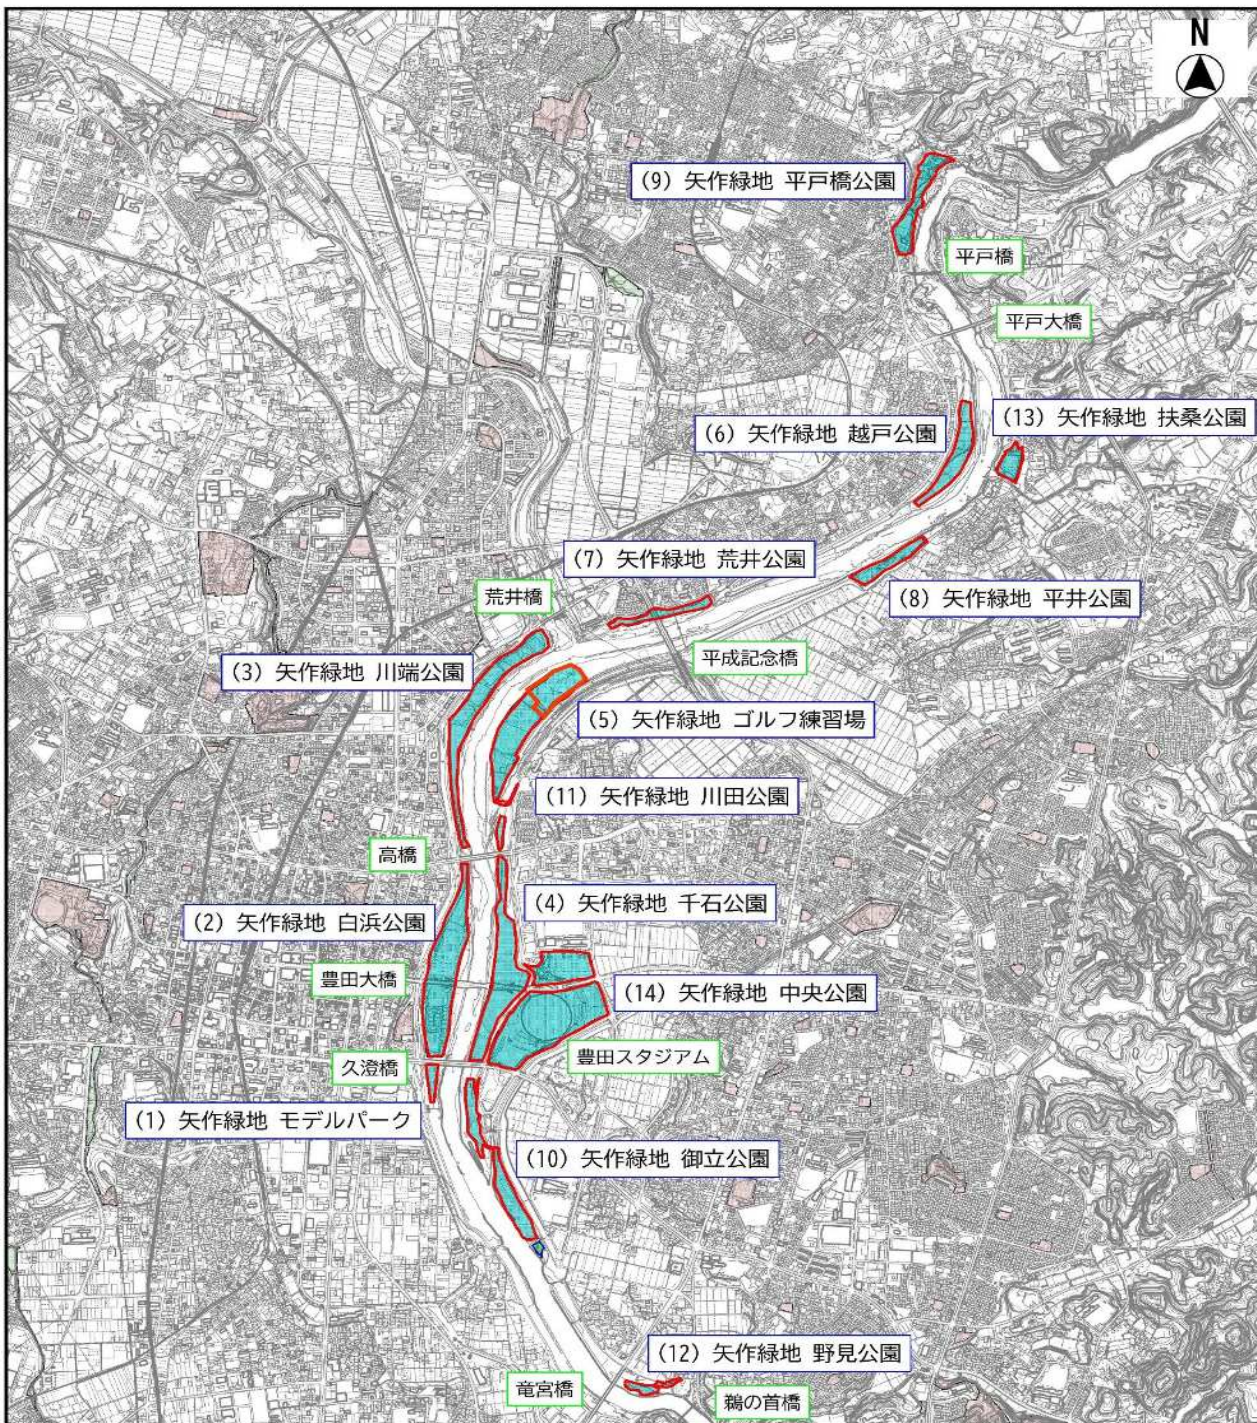 N
(9) 矢作緑地 平戸橋公園
平戸橋
平戸大橋
(6) 矢作緑地 越戸公園
(13) 矢作緑地 扶桑公園
(7) 矢作緑地 荒井公園
荒井橋
(8) 矢作緑地 平井公園
平成記念橋
(3) 矢作緑地 川端公園
(5) 矢作緑地 ゴルフ練習場
(11) 矢作緑地 川田公園
高橋
(4) 矢作緑地 千石公園
(2) 矢作緑地 白浜公園
豊田大橋
(14) 矢作緑地 中央公園
豊田スタジアム
久澄橋
(1) 矢作緑地 モデルパーク
(10) 矢作緑地 御立公園
(12) 矢作緑地 野見公園
竜宮橋
鵜の首橋